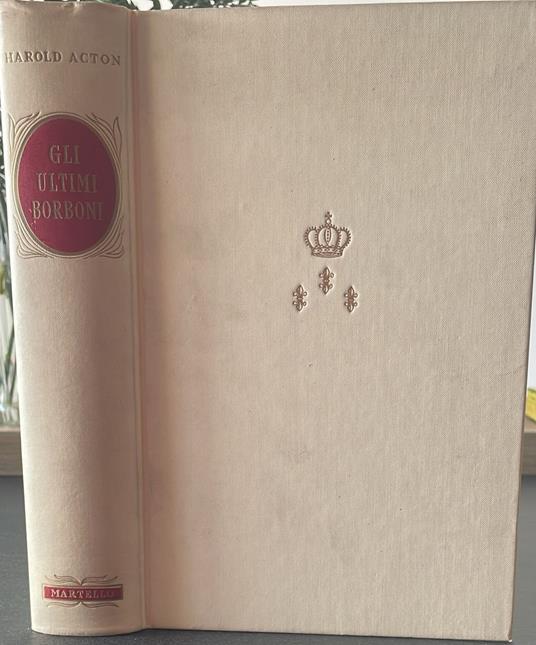 HAROLD ACTON
GLI
ULTIMI
BORBONI
MARTELLO